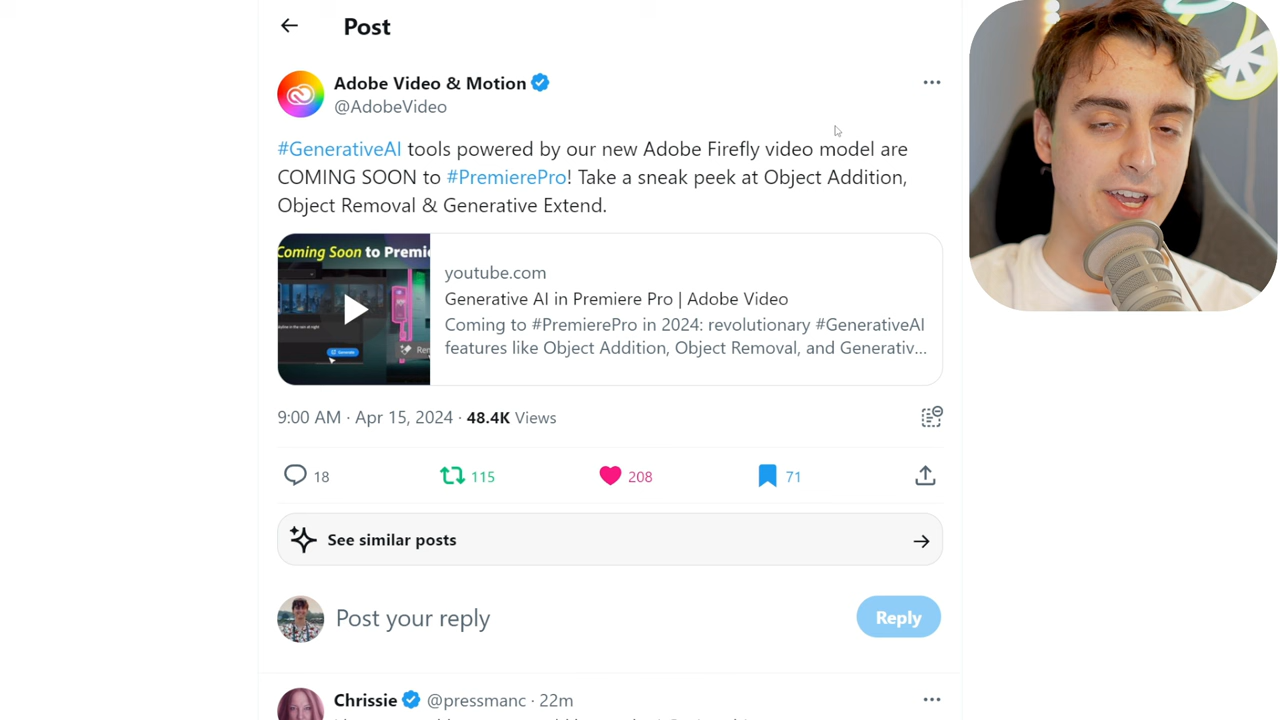 Post
Adobe Video & Motion
@AdobeVideo
#GenerativeAI tools powered by our new Adobe Firefly video model are
COMING SOON to #PremierePro! Take a sneak peek at Object Addition,
Object Removal & Generative Extend.
Coming Soon to Premie
Generate
Rem
youtube.com
Generative AI in Premiere Pro | Adobe Video
Coming to #PremierePro in 2024: revolutionary #GenerativeAI
features like Object Addition, Object Removal, and Generativ...
9:00 AM · Apr 15, 2024 · 48.4K Views
18 115 208 71
See similar posts
Post your reply
Reply
Chrissie @pressmanc · 22m